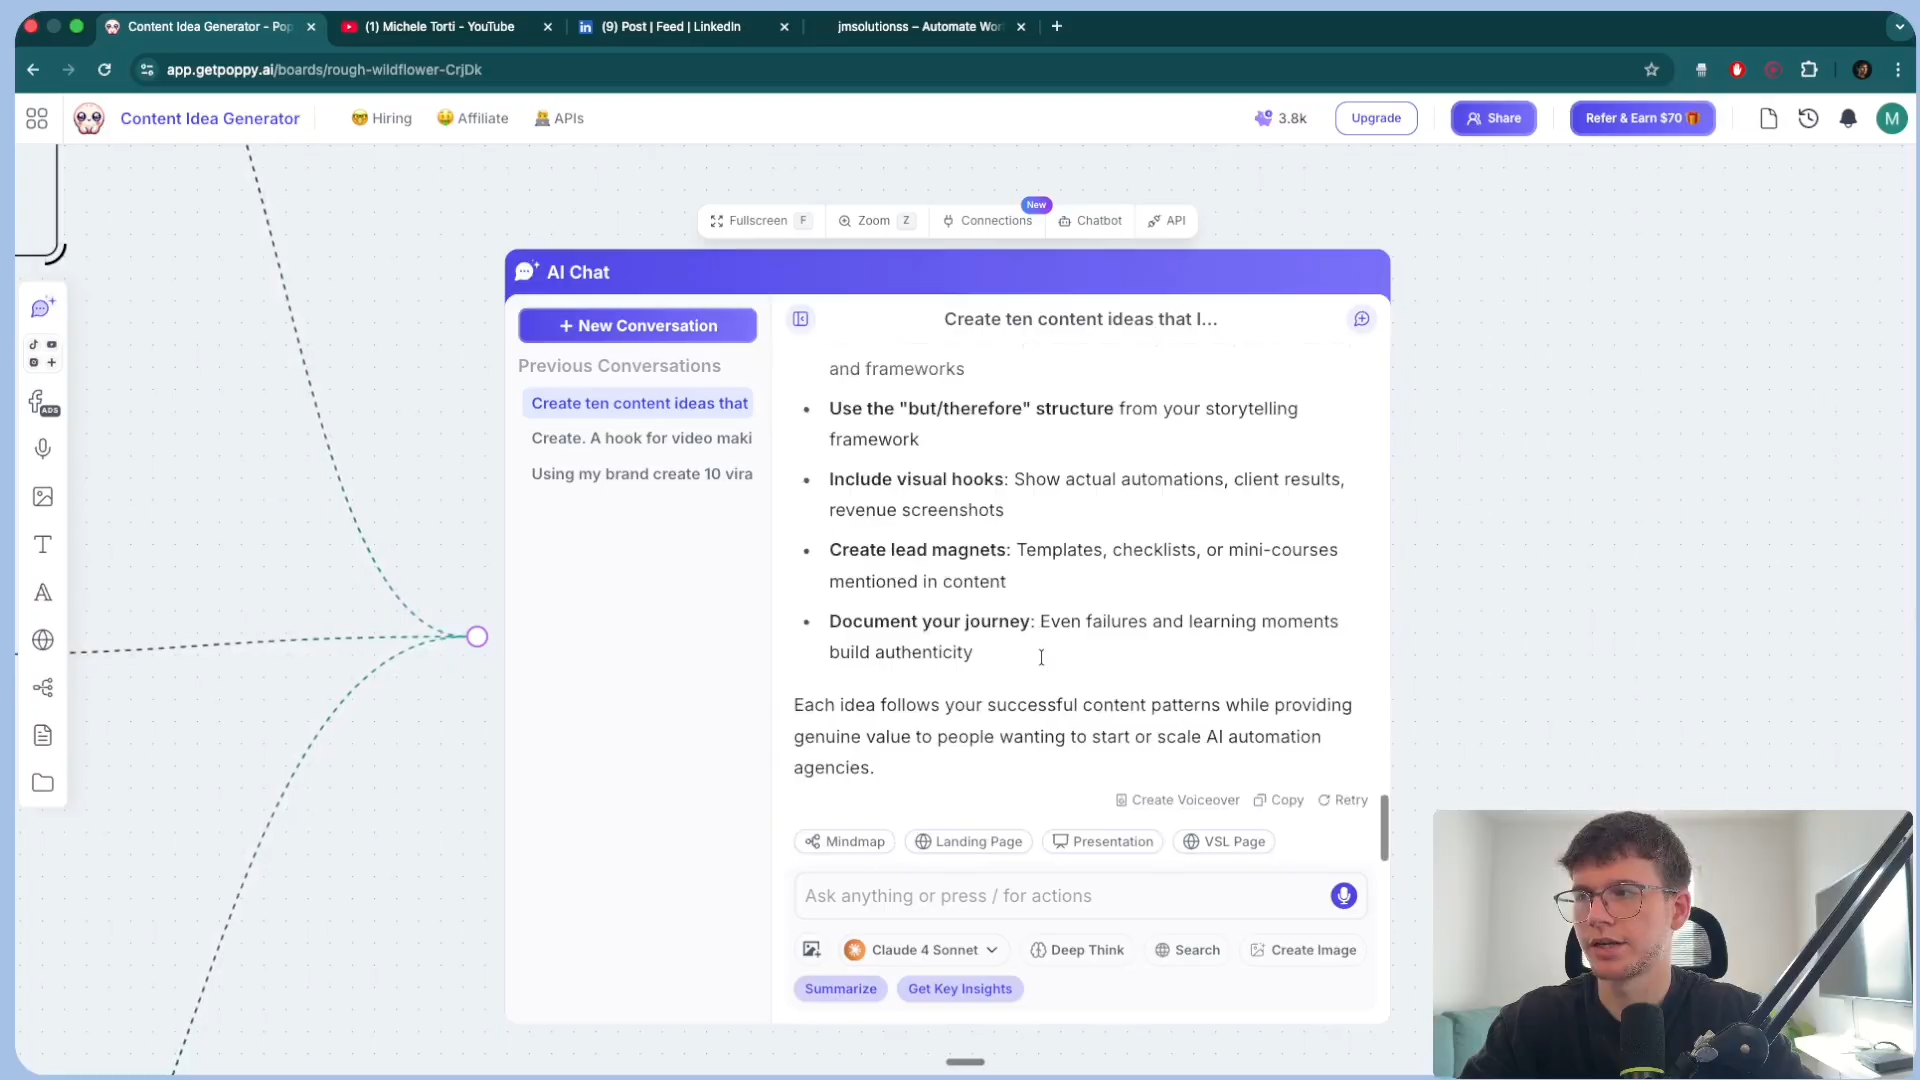 Content Idea Generator - Pop
(1) Michele Torti - YouTube
(9) Post | Feed | LinkedIn
jmsolutionss – Automate Wor
app.getpoppy.ai/boards/rough-wildflower-CrjDk
Content Idea Generator
Hiring
Affiliate
APIs
3.8k
Upgrade
Share
Refer & Earn $70
M
New
Fullscreen F
Zoom Z
Connections
Chatbot
API
AI Chat
+ New Conversation
Previous Conversations
Create ten content ideas that
Create. A hook for video maki
Using my brand create 10 vira
Create ten content ideas that I...
and frameworks
• Use the "but/therefore" structure from your storytelling
framework
• Include visual hooks: Show actual automations, client results,
revenue screenshots
• Create lead magnets: Templates, checklists, or mini-courses
mentioned in content
• Document your journey: Even failures and learning moments
build authenticity
Each idea follows your successful content patterns while providing
genuine value to people wanting to start or scale AI automation
agencies.
Create Voiceover
Copy
Retry
Mindmap
Landing Page
Presentation
VSL Page
Ask anything or press / for actions
Claude 4 Sonnet
Deep Think
Search
Create Image
Summarize
Get Key Insights
ADS